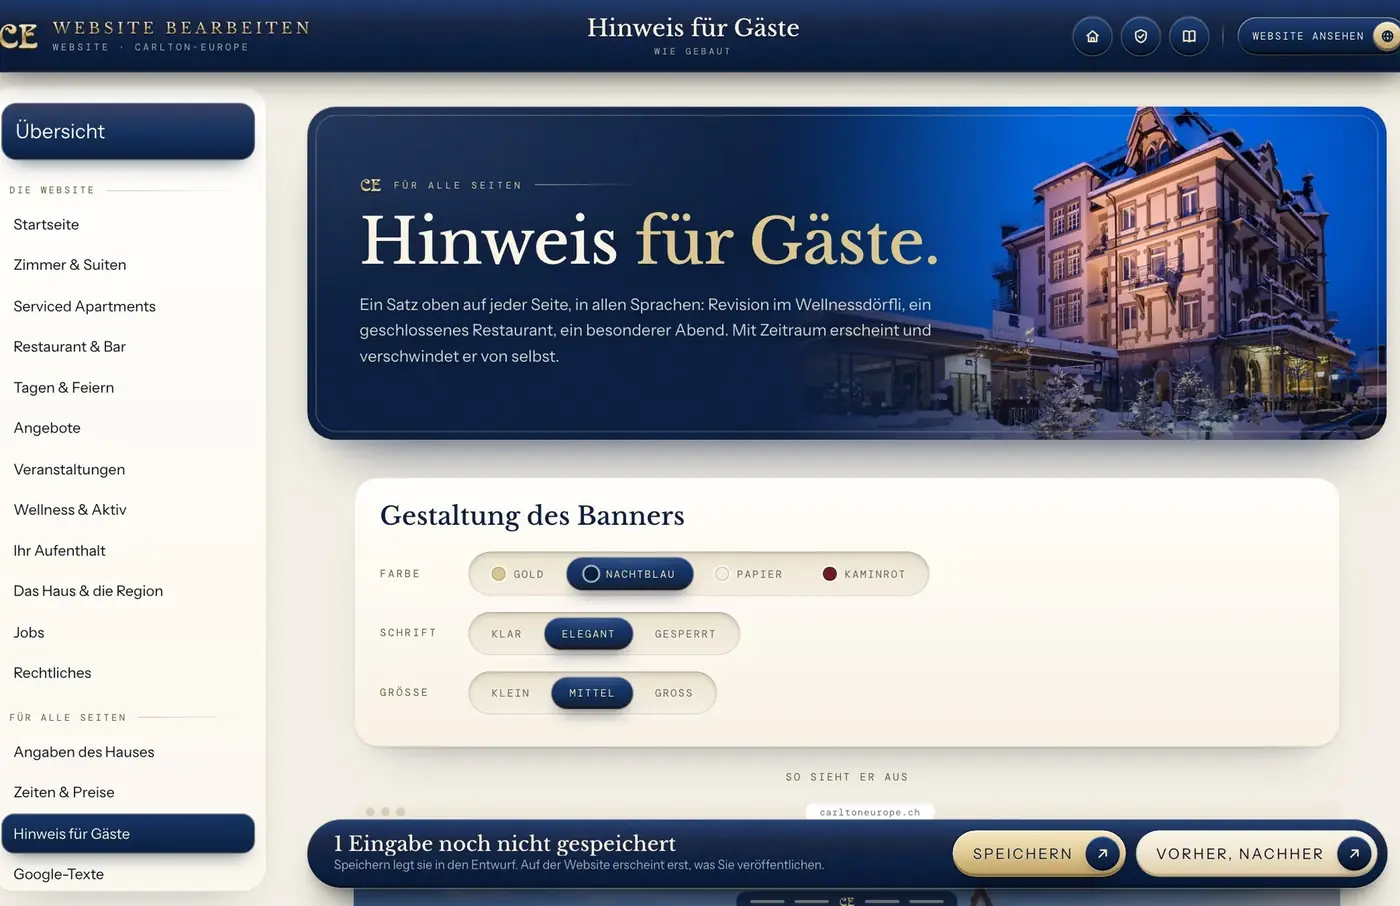 CE WEBSITE BEARBEITEN
WEBSITE · CARLTON-EUROPE
Hinweis für Gäste
WIE GEBAUT
WEBSITE ANSEHEN
Übersicht
DIE WEBSITE
Startseite
Zimmer & Suiten
Serviced Apartments
Restaurant & Bar
Tagen & Feiern
Angebote
Veranstaltungen
Wellness & Aktiv
Ihr Aufenthalt
Das Haus & die Region
Jobs
Rechtliches
FÜR ALLE SEITEN
Angaben des Hauses
Zeiten & Preise
Hinweis für Gäste
Google-Texte
CE FÜR ALLE SEITEN
Hinweis für Gäste.
Ein Satz oben auf jeder Seite, in allen Sprachen: Revision im Wellnessdörfli, ein
geschlossenes Restaurant, ein besonderer Abend. Mit Zeitraum erscheint und
verschwindet er von selbst.
Gestaltung des Banners
FARBE GOLD NACHTBLAU PAPIER KAMINROT
SCHRIFT KLAR ELEGANT GESPERRT
GRÖSSE KLEIN MITTEL GROSS
SO SIEHT ER AUS
carltoneurope.ch
1 Eingabe noch nicht gespeichert
Speichern legt sie in den Entwurf. Auf der Website erscheint erst, was Sie veröffentlichen.
SPEICHERN
VORHER, NACHHER
CE